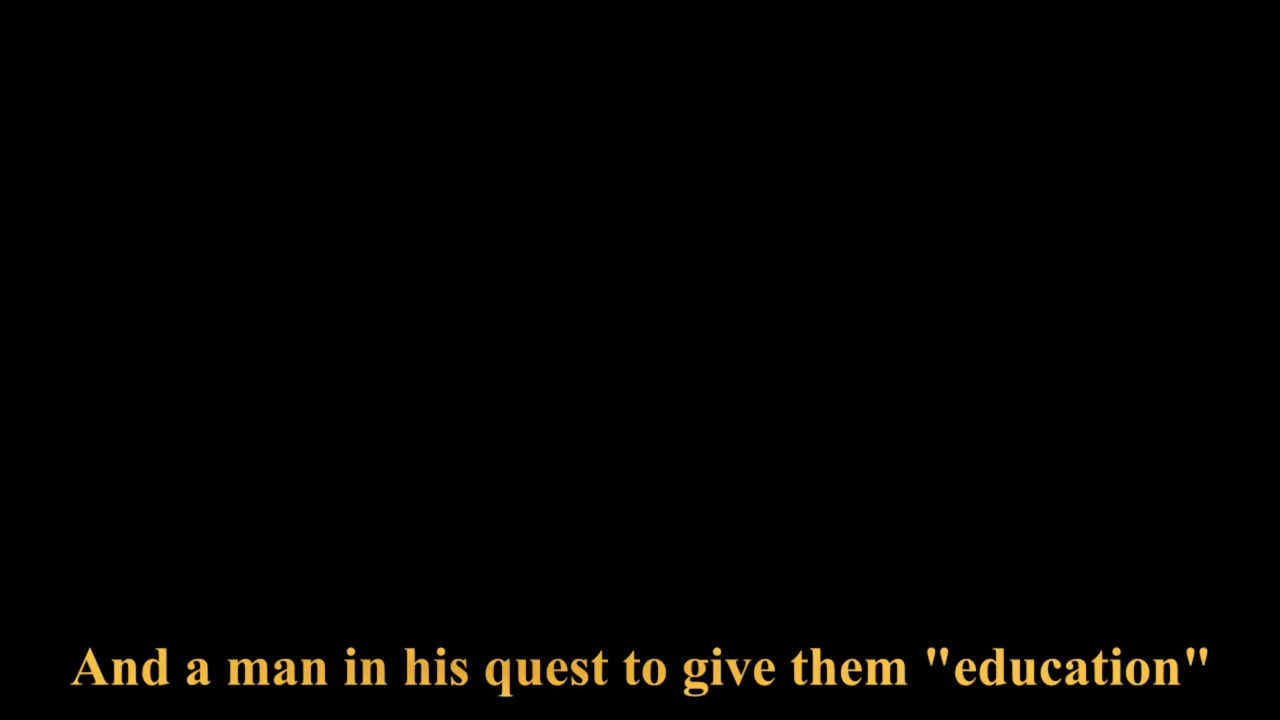 And a man in his quest to give them "education"